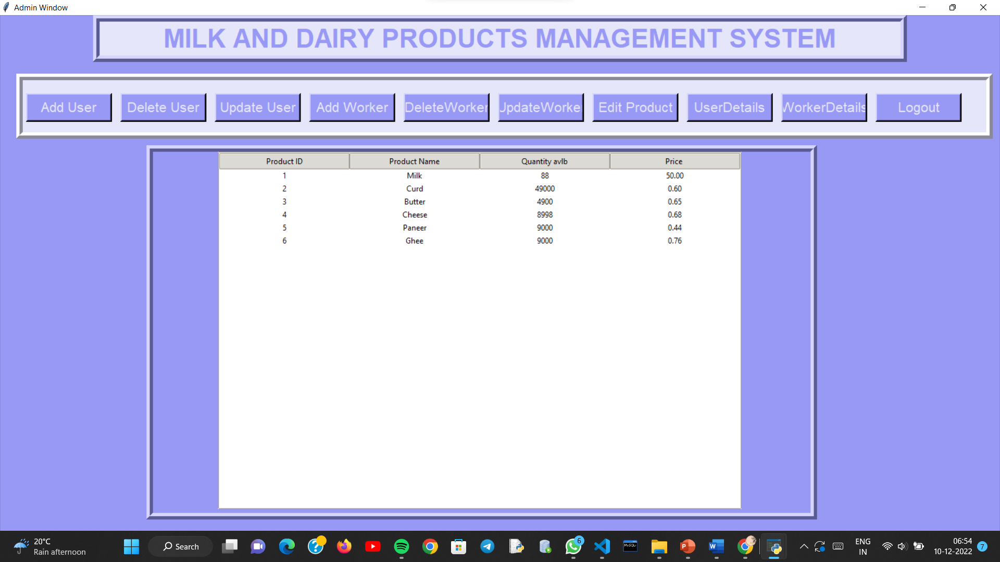 Admin Window
MILK AND DAIRY PRODUCTS MANAGEMENT SYSTEM
Add User Delete User Update User Add Worker DeleteWorker UpdateWorke Edit Product UserDetails WorkerDetails Logout
Product ID Product Name Quantity avlb Price
1 Milk 88 50.00
2 Curd 49000 0.60
3 Butter 4900 0.65
4 Cheese 8998 0.68
5 Paneer 9000 0.44
6 Ghee 9000 0.76
20°C
Rain afternoon
Search
6
MySQL
P
W
ENG
IN
06:54
10-12-2022
7